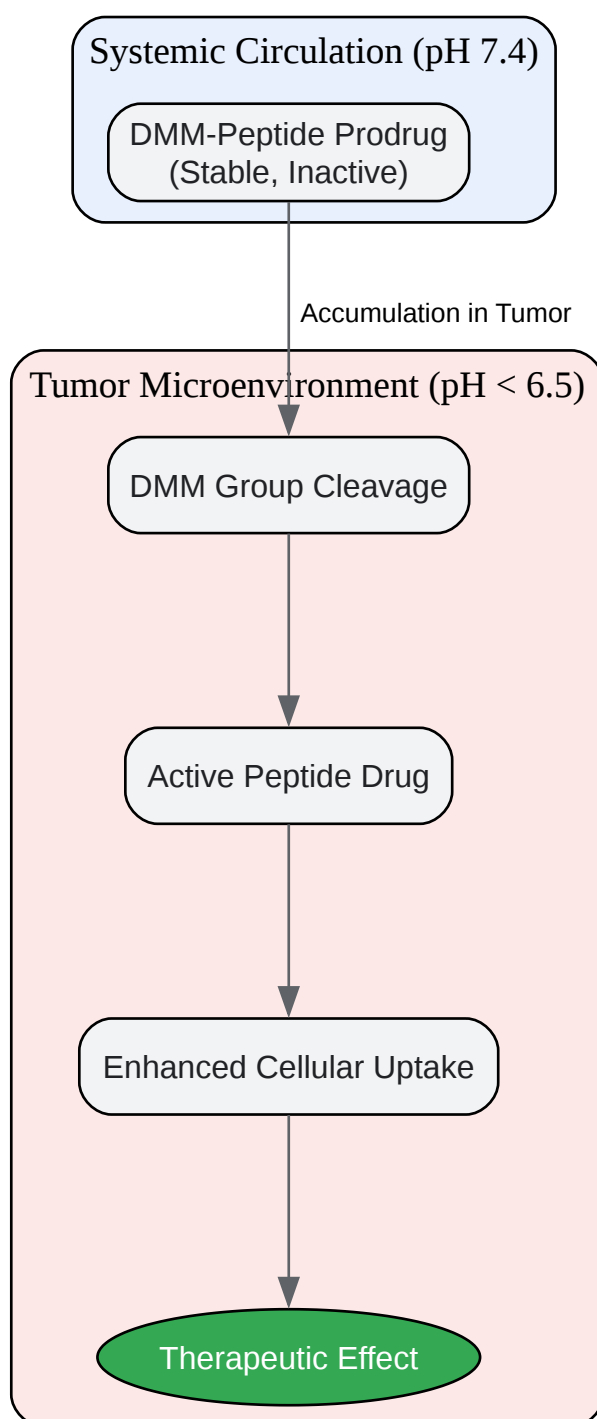 Systemic Circulation (pH 7.4)
DMM-Peptide Prodrug
(Stable, Inactive)
Accumulation in Tumor
Tumor Microenvironment (pH < 6.5)
DMM Group Cleavage
Active Peptide Drug
Enhanced Cellular Uptake
Therapeutic Effect